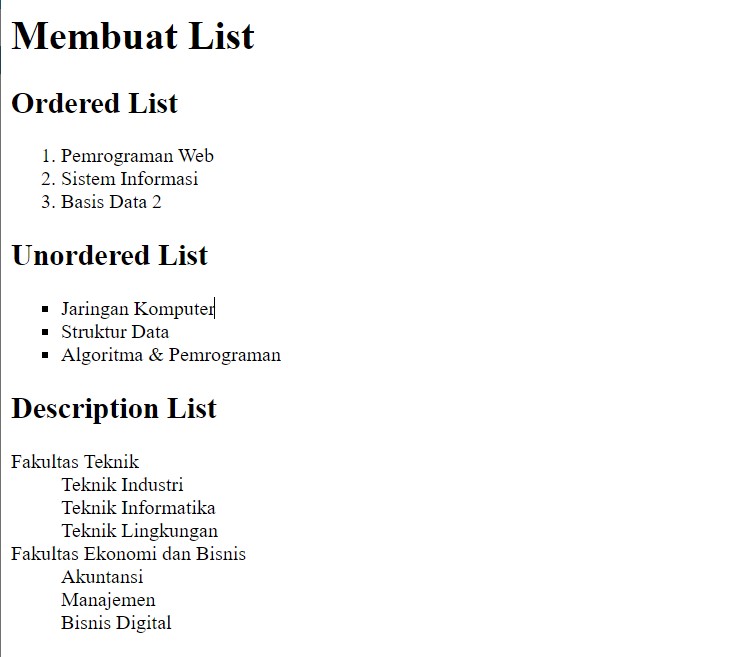 Membuat List
Ordered List
1. Pemrograman Web
2. Sistem Informasi
3. Basis Data 2
Unordered List
▪ Jaringan Komputer
▪ Struktur Data
▪ Algoritma & Pemrograman
Description List
Fakultas Teknik
Teknik Industri
Teknik Informatika
Teknik Lingkungan
Fakultas Ekonomi dan Bisnis
Akuntansi
Manajemen
Bisnis Digital